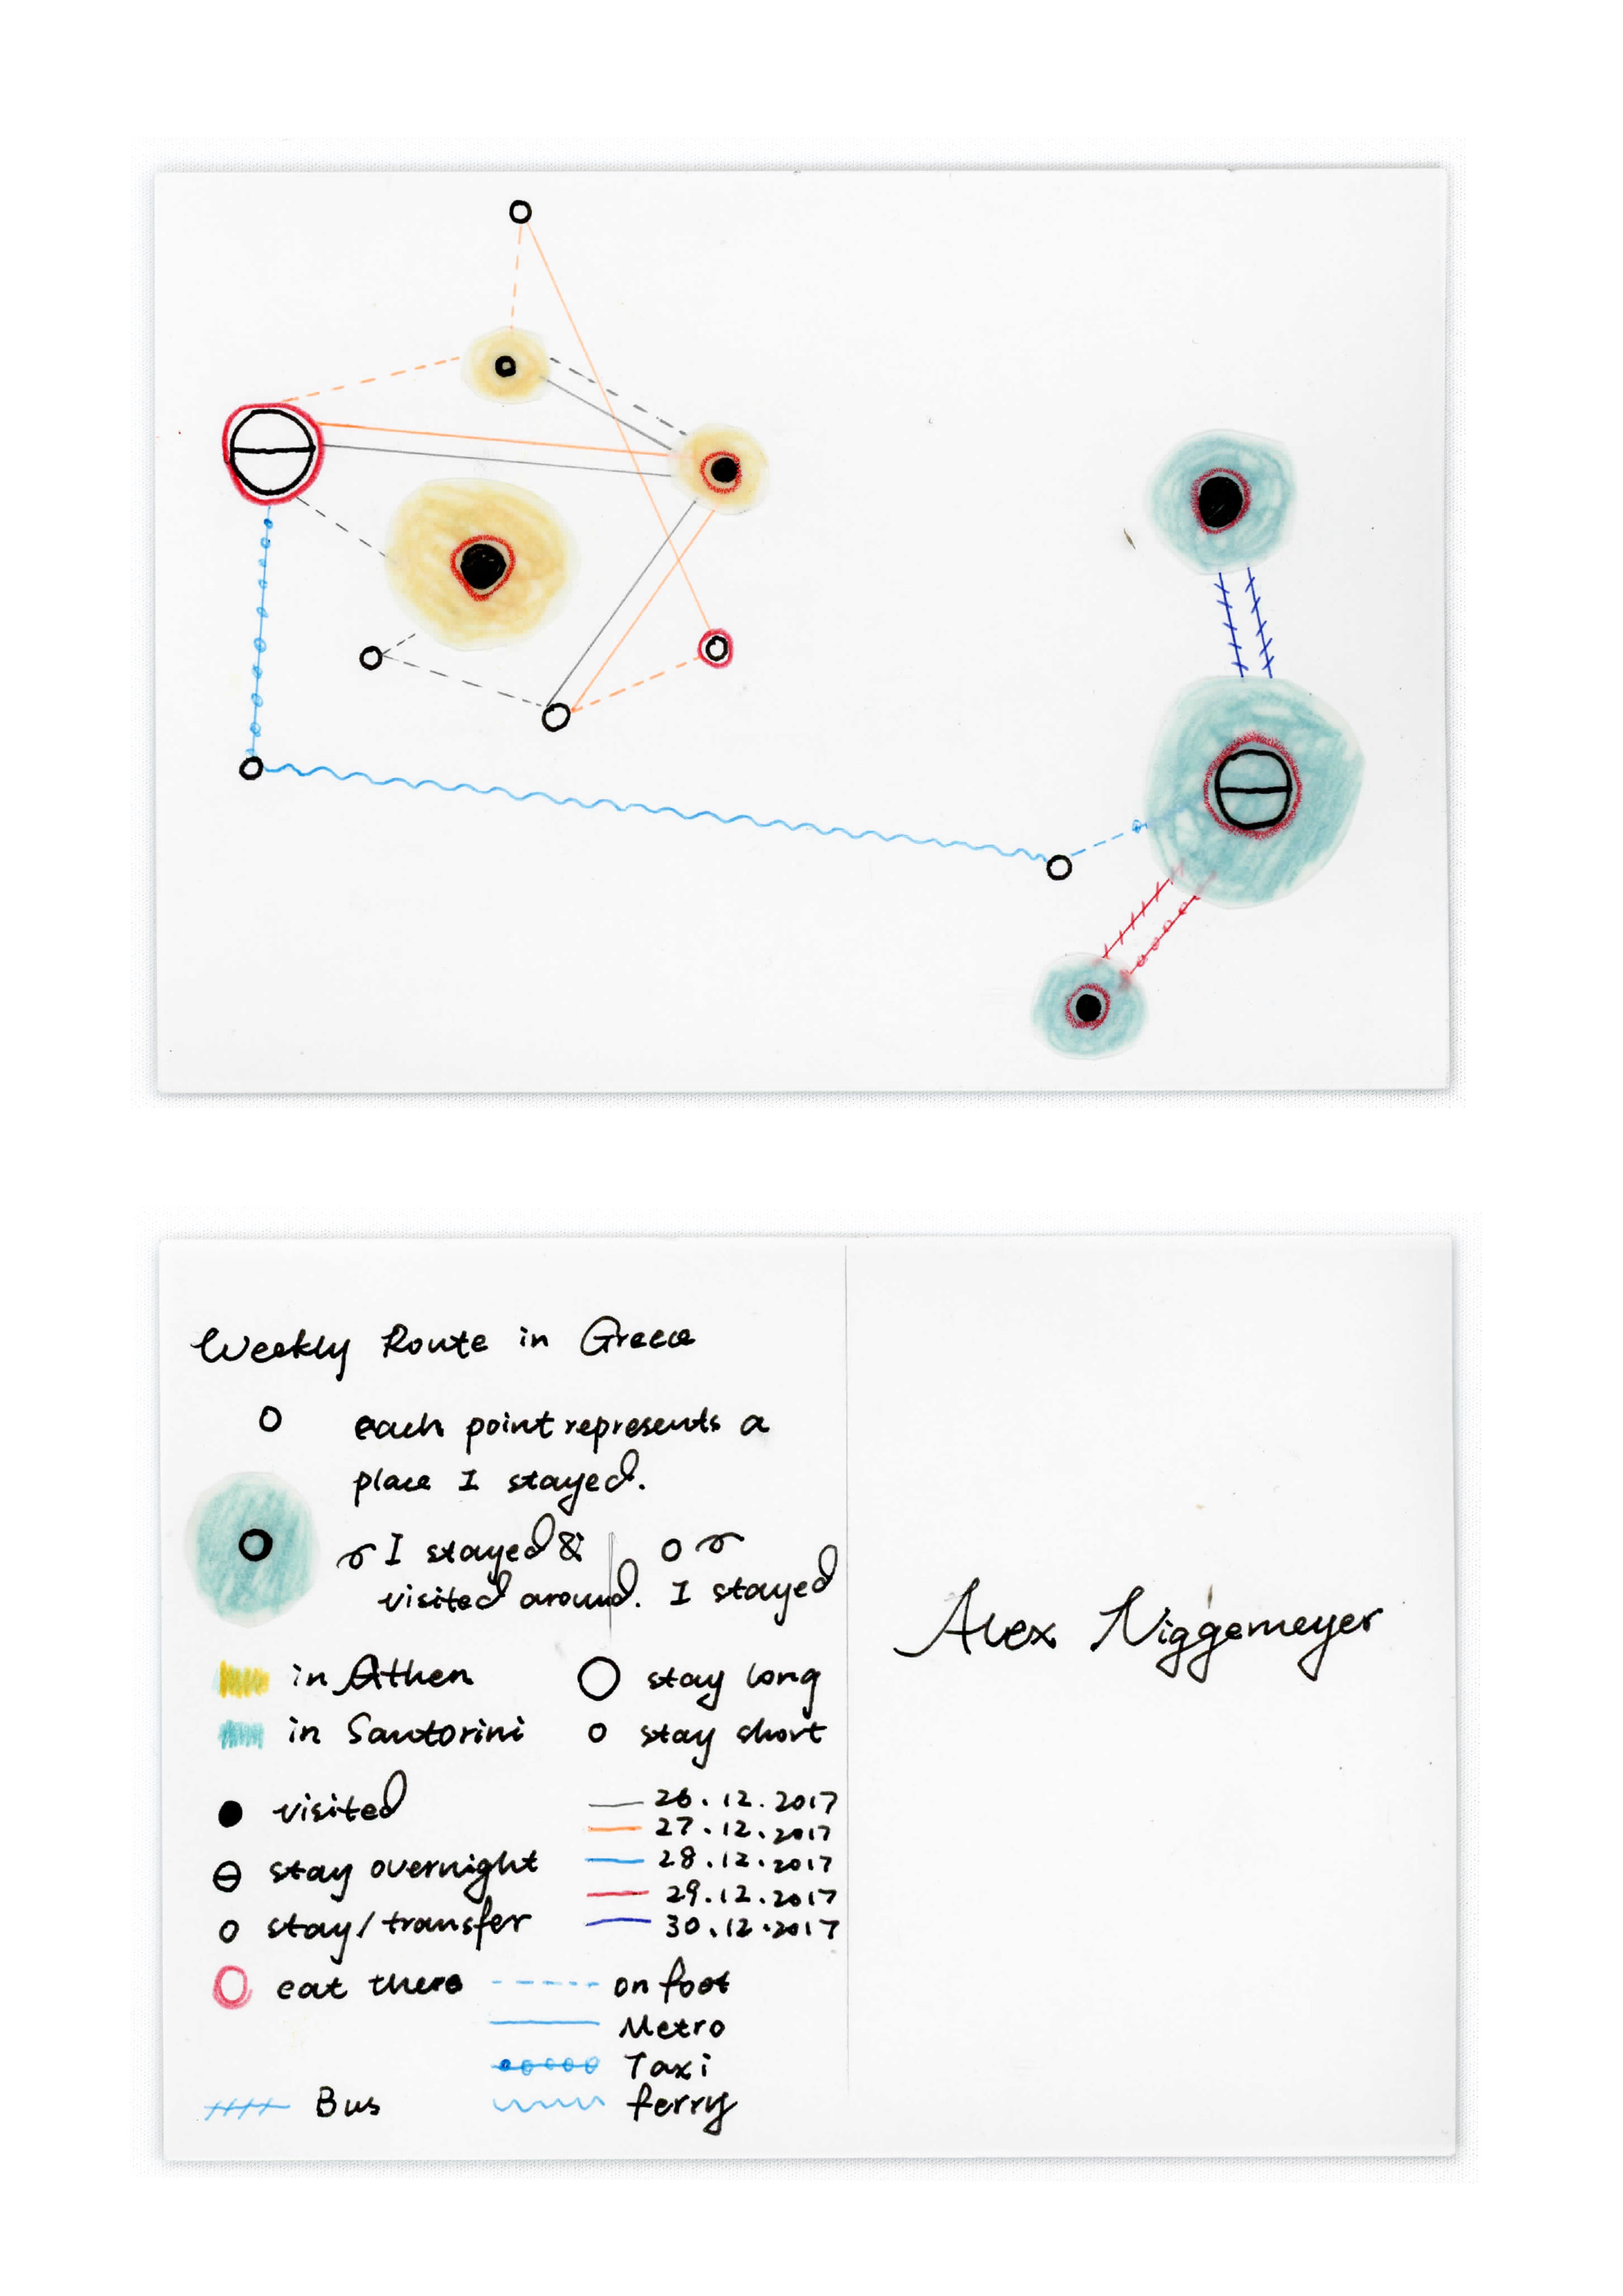 Weekly Route in Greece
each point represents a
place I stayed.
I stayed &
visited around.
I stayed
in Athen
in Santorini
stay long
stay short
visited
stay overnight
stay/transfer
eat there
26.12.2017
27.12.2017
28.12.2017
29.12.2017
30.12.2017
on foot
Metro
Taxi
Bus
ferry
Alex Niggemeyer